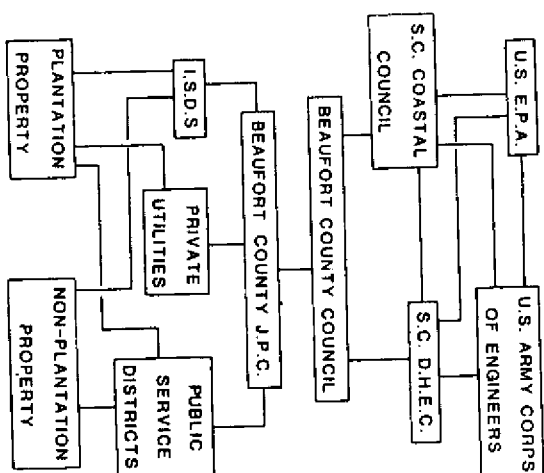 U.S. E.P.A.
U.S. ARMY CORPS
OF ENGINEERS
S.C. COASTAL
COUNCIL
S.C. D.H.E.C.
BEAUFORT COUNTY COUNCIL
BEAUFORT COUNTY J.P.C.
I.S.D.S
PRIVATE
UTILITIES
PUBLIC
SERVICE
DISTRICTS
PLANTATION
PROPERTY
NON-PLANTATION
PROPERTY